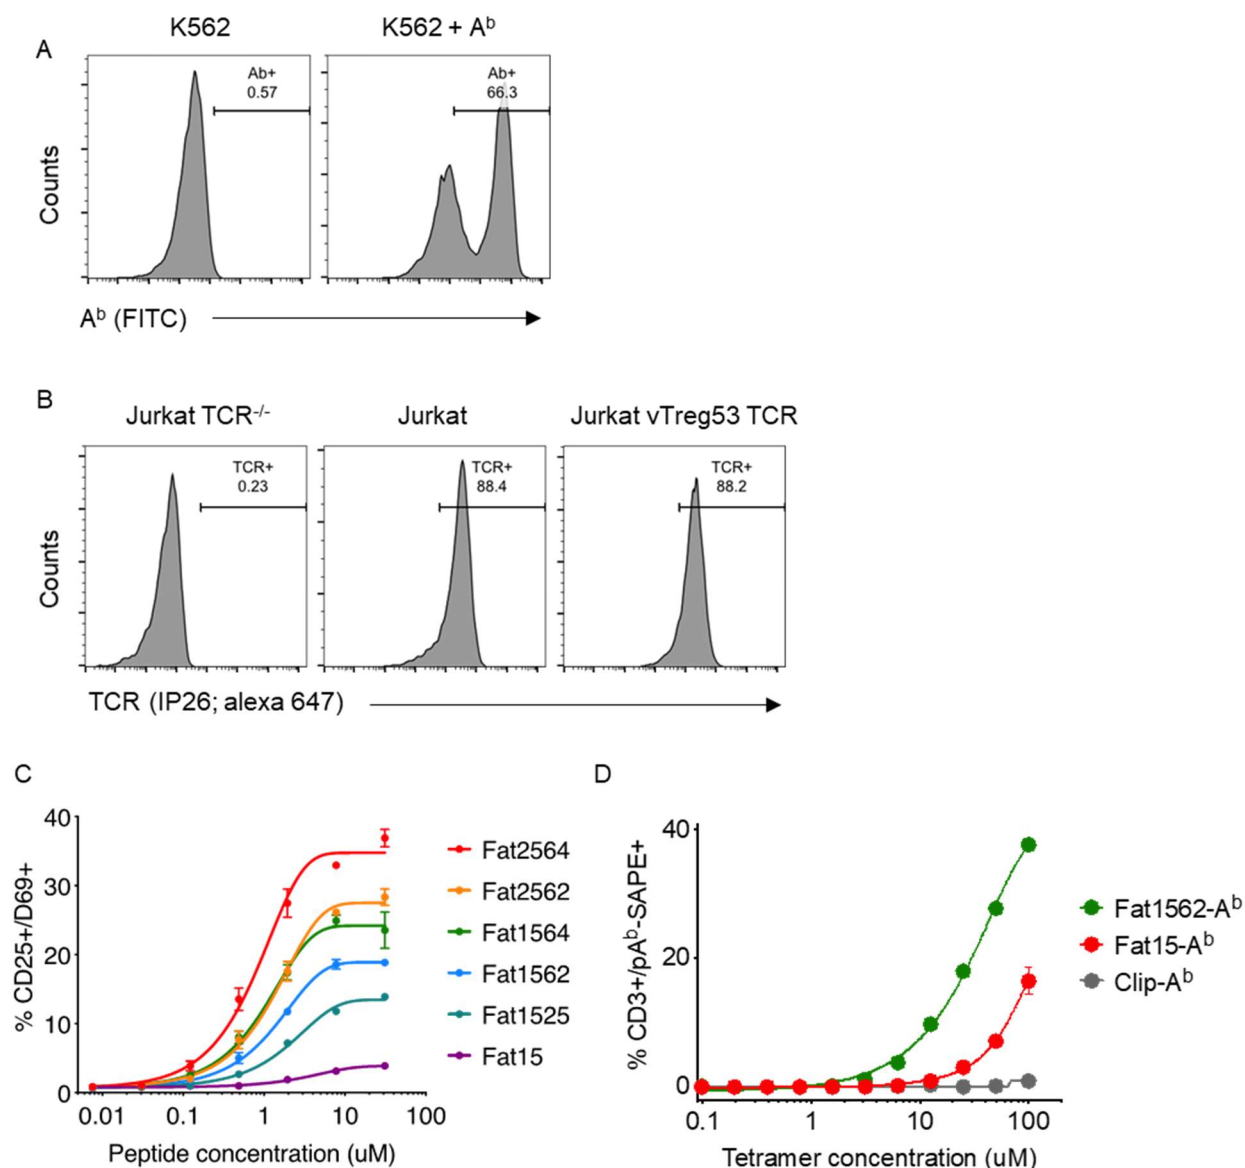 A
K562
K562 + Aᵇ
Ab+
0.57
Ab+
66.3
Counts
Aᵇ (FITC)
B
Jurkat TCR⁻/⁻
Jurkat
Jurkat vTreg53 TCR
TCR+
0.23
TCR+
88.4
TCR+
88.2
Counts
TCR (IP26; alexa 647)
C
% CD25+/D69+
40
30
20
10
0
0.01
0.1
1
10
100
Peptide concentration (uM)
Fat2564
Fat2562
Fat1564
Fat1562
Fat1525
Fat15
D
% CD3+/pAᵇ-SAPE+
40
20
0
0.1
1
10
100
Tetramer concentration (uM)
Fat1562-Aᵇ
Fat15-Aᵇ
Clip-Aᵇ